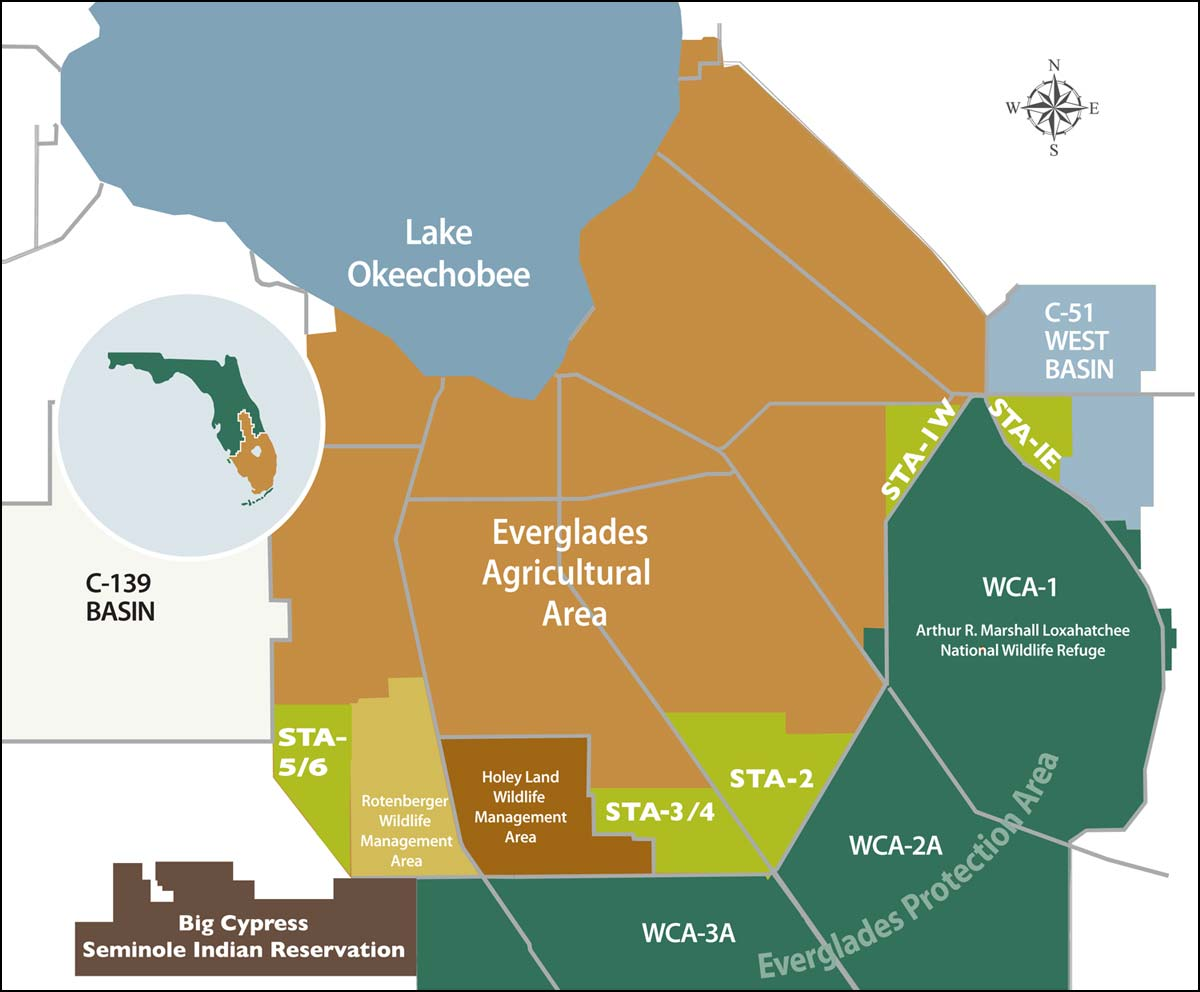 N
W E
S
Lake
Okeechobee
C-51
WEST
BASIN
STA-1W
STA-IE
Everglades
Agricultural
Area
C-139
BASIN
WCA-1
Arthur R. Marshall Loxahatchee
National Wildlife Refuge
STA-
5/6
Rotenberger
Wildlife
Management
Area
Holey Land
Wildlife
Management
Area
STA-3/4
STA-2
WCA-2A
Everglades Protection Area
WCA-3A
Big Cypress
Seminole Indian Reservation